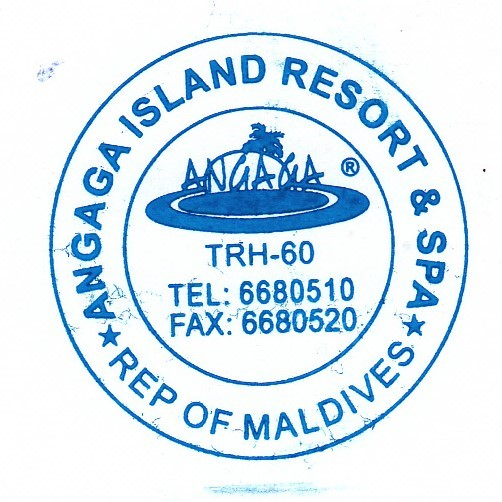 ANGAGA ISLAND RESORT & SPA
ANGAGA ®
TRH-60
TEL: 6680510
FAX: 6680520
★ REP OF MALDIVES ★